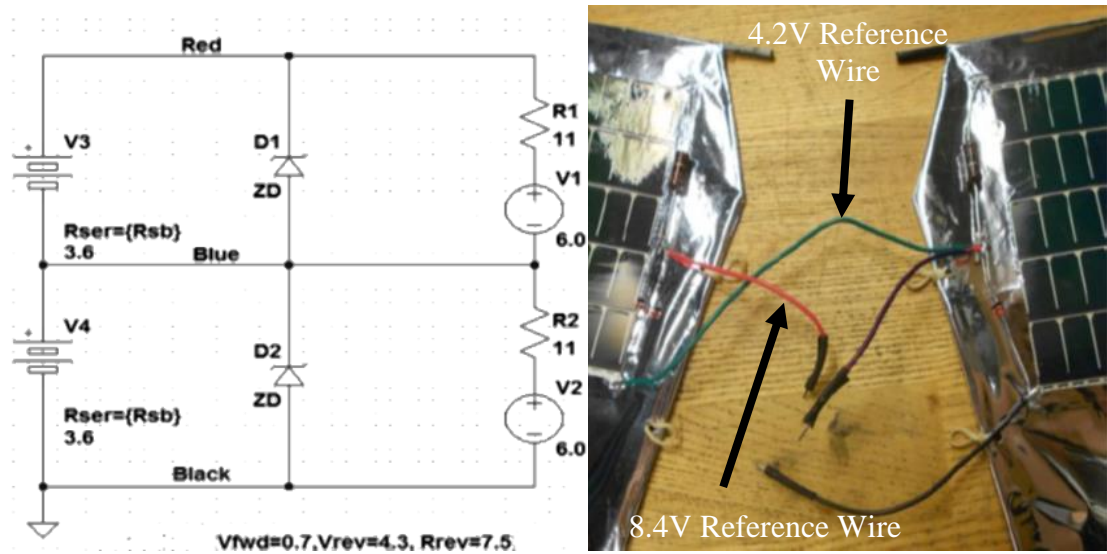 Red
V3
D1
R1
11
V1
ZD
Rser={Rsb}
3.6
6.0
Blue
V4
D2
R2
11
ZD
V2
Rser={Rsb}
3.6
6.0
Black
Vfwd=0.7,Vrev=4.3, Rrev=7.5
4.2V Reference
Wire
8.4V Reference Wire